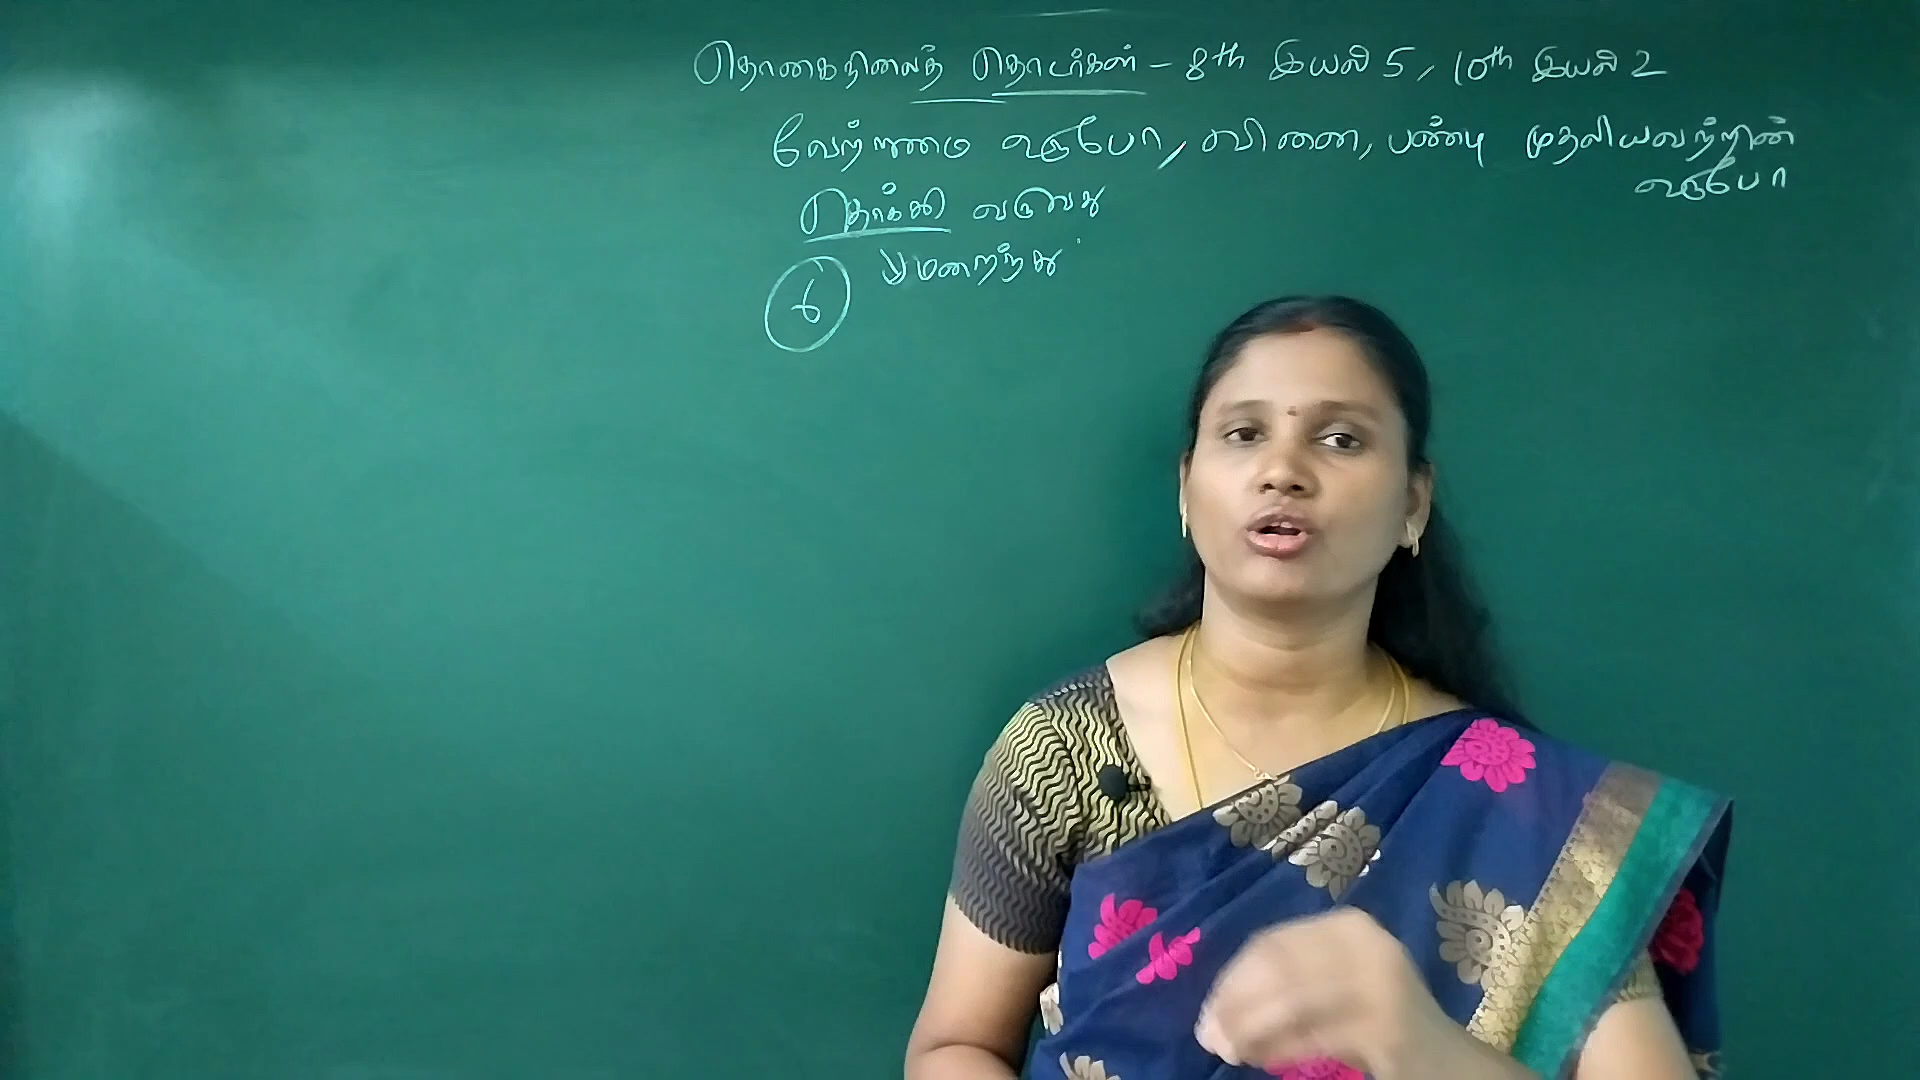 தொகைநிலைத் தொடர்கள் - 8th இயல் 5, 10th இயல் 2
வேற்றுமை உருபோ, வினை, பண்பு முதலியவற்றின்
உருபோ
தொக்கி வருவது
மறைந்து
6